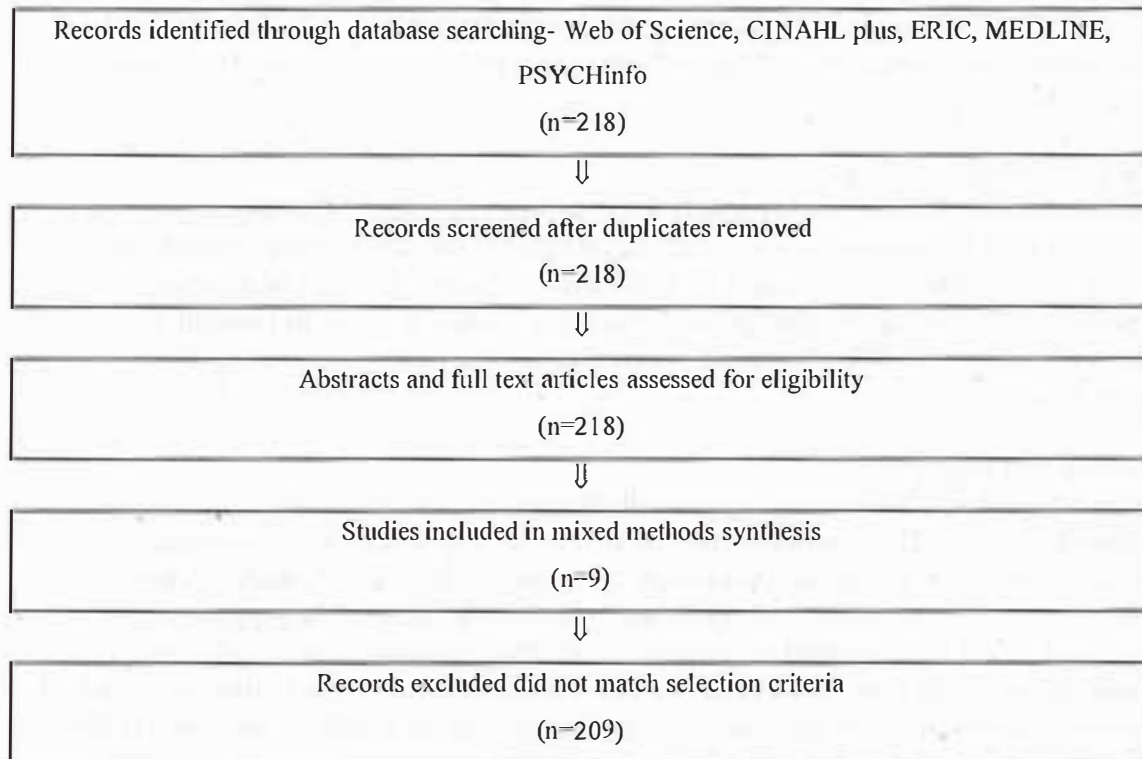 Records identified through database searching- Web of Science, CINAHL plus, ERIC, MEDLINE,
PSYCHinfo
(n=218)
⇓
Records screened after duplicates removed
(n=218)
⇓
Abstracts and full text articles assessed for eligibility
(n=218)
⇓
Studies included in mixed methods synthesis
(n=9)
⇓
Records excluded did not match selection criteria
(n=209)